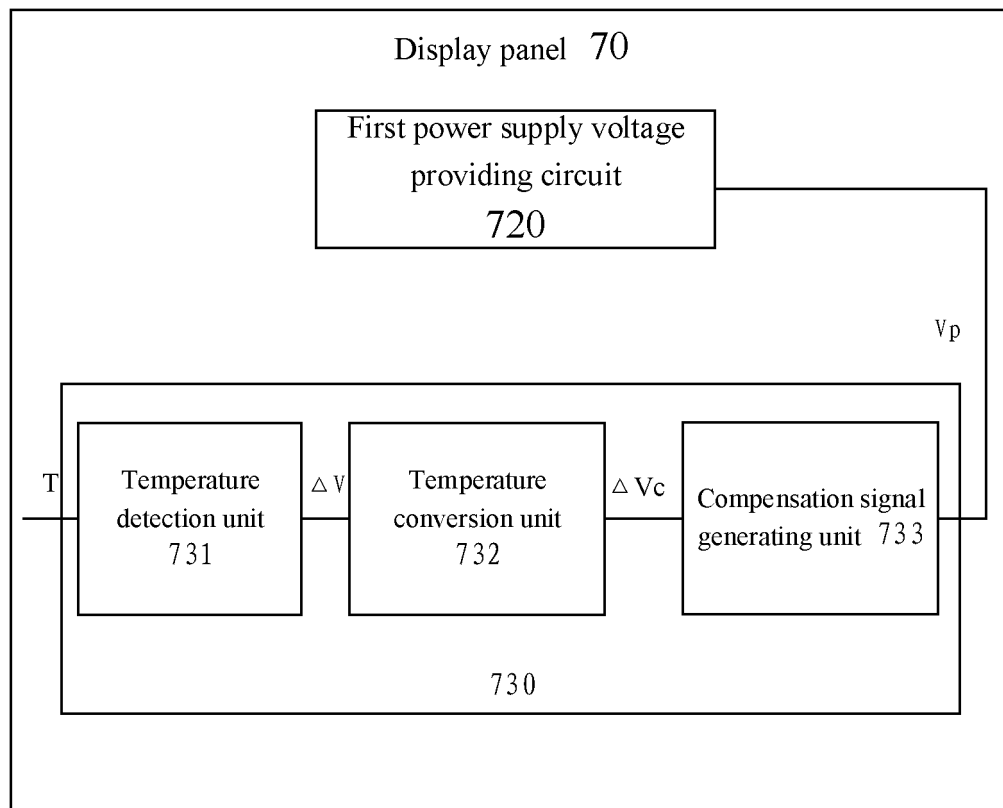 Display panel 70
First power supply voltage
providing circuit
720
Vp
T
Temperature
detection unit
731
△V
Temperature
conversion unit
732
△Vc
Compensation signal
generating unit 733
730